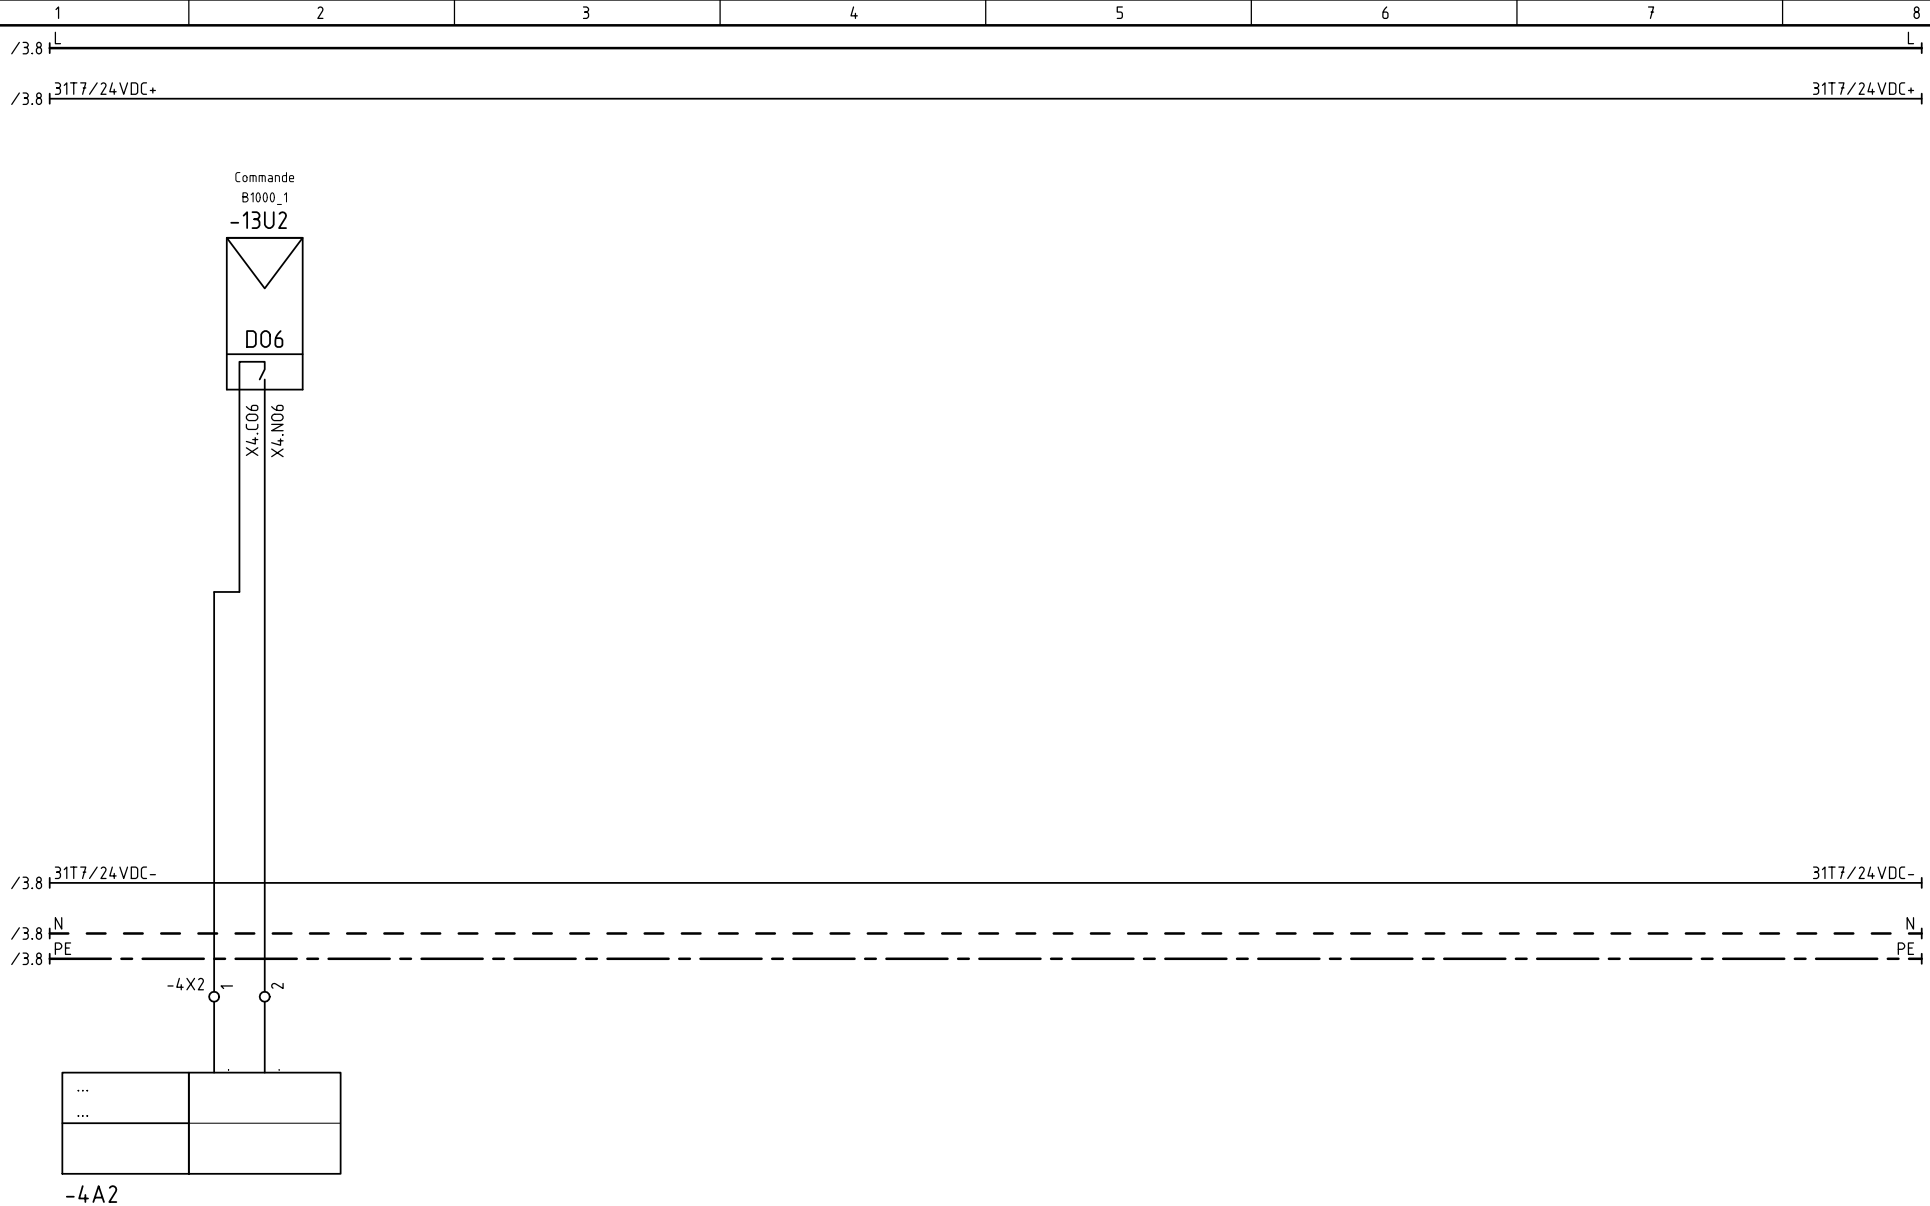 1 2 3 4 5 6 7 8
L L
/3.8
31T7/24VDC+ 31T7/24VDC+
/3.8
Commande
B1000_1
-13U2
DO6
X4.CO6
X4.NO6
31T7/24VDC- 31T7/24VDC-
/3.8
N N
/3.8
PE PE
/3.8
-4X2 1 2
...
...
-4A2